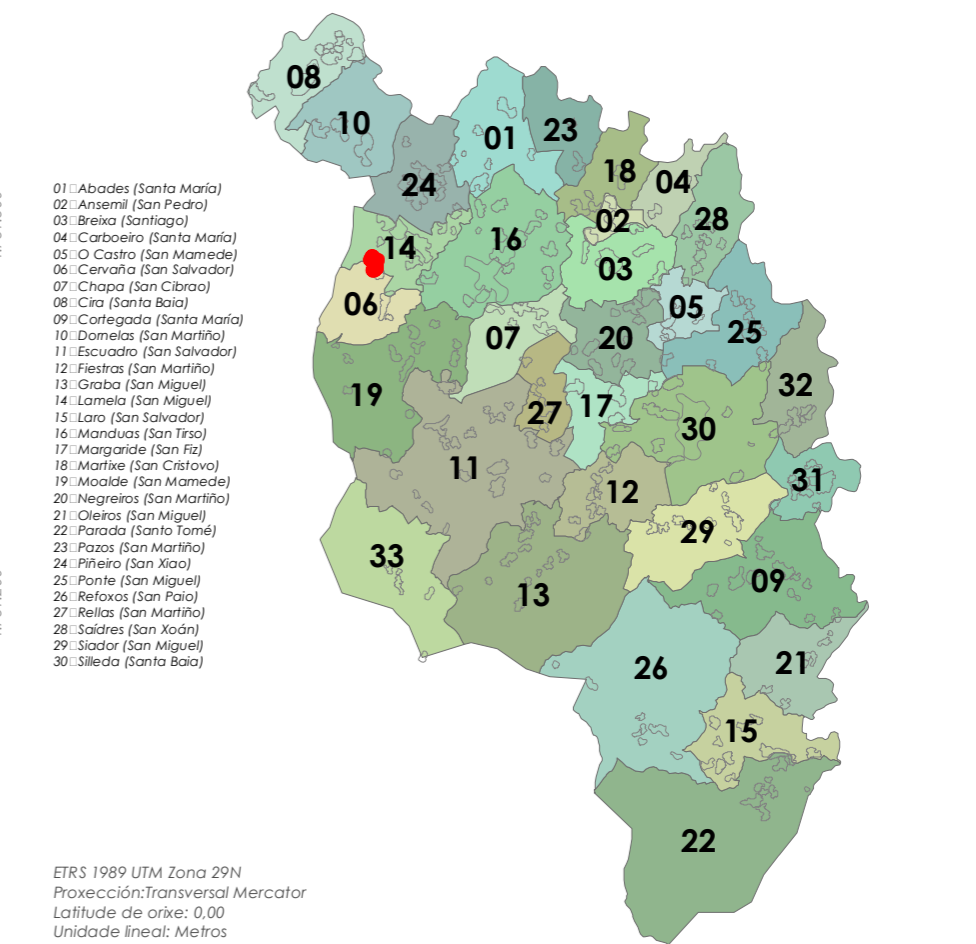 08
10
01
23
18
04
24
28
02
14
16
03
06
05
25
07
20
32
19
27
17
30
11
12
31
29
33
13
09
26
21
15
22
01 Abades (Santa María)
02 Ansemil (San Pedro)
03 Breixa (Santiago)
04 Carboeiro (Santa María)
05 O Castro (San Mamede)
06 Cervaña (San Salvador)
07 Chapa (San Cibrao)
08 Cira (Santa Baia)
09 Cortegada (Santa María)
10 Dornelas (San Martiño)
11 Escuadro (San Salvador)
12 Fiestras (San Martiño)
13 Graba (San Miguel)
14 Lamela (San Miguel)
15 Laro (San Salvador)
16 Manduas (San Tirso)
17 Margaride (San Fiz)
18 Martixe (San Cristovo)
19 Moalde (San Mamede)
20 Negreiros (San Martiño)
21 Oleiros (San Miguel)
22 Parada (Santo Tomé)
23 Pazos (San Martiño)
24 Piñeiro (San Xiao)
25 Ponte (San Miguel)
26 Refoxos (San Paio)
27 Rellas (San Martiño)
28 Saídres (San Xoán)
29 Siador (San Miguel)
30 Silleda (Santa Baia)
ETRS 1989 UTM Zona 29N
Proxección:Transversal Mercator
Latitude de orixe: 0,00
Unidade lineal: Metros